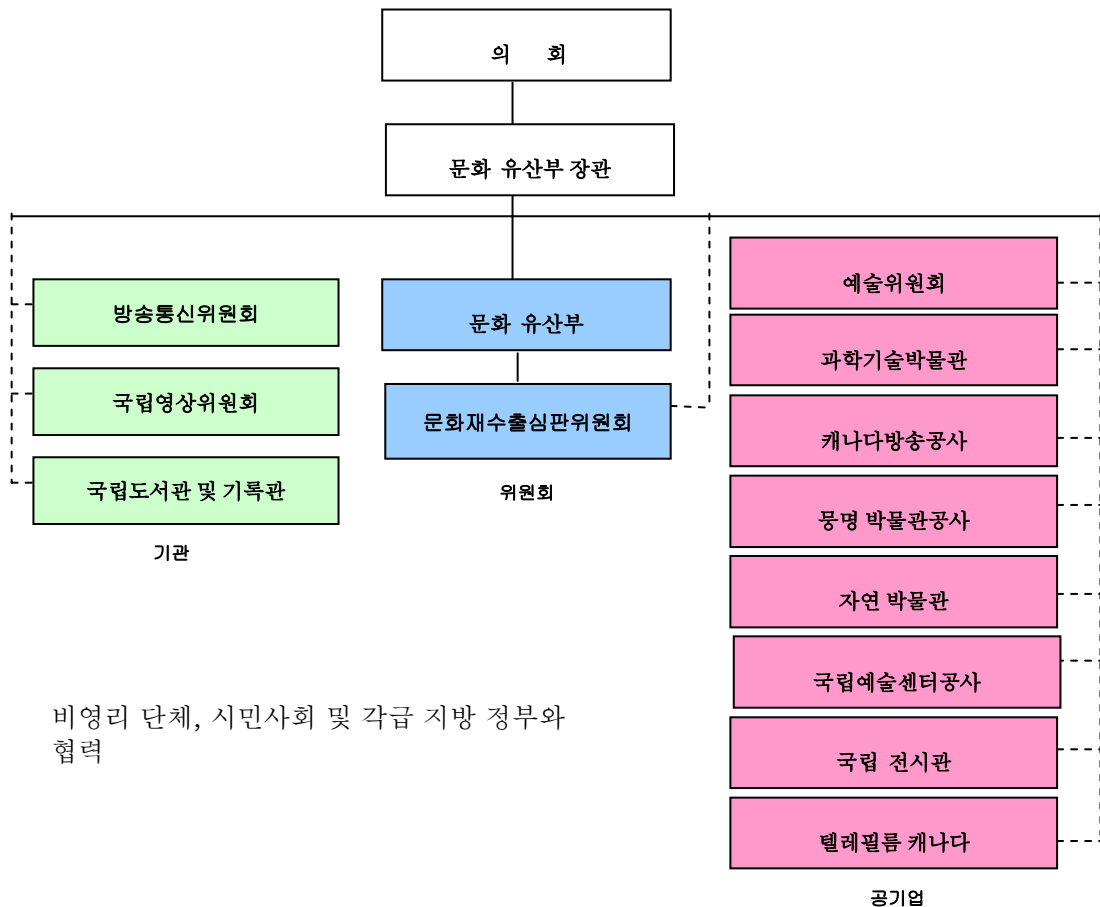 의 회
문화 유산부 장관
방송통신위원회
국립영상위원회
국립도서관 및 기록관
기관
문화 유산부
문화재수출심판위원회
위원회
예술위원회
과학기술박물관
캐나다방송공사
뭉명 박물관공사
자연 박물관
국립예술센터공사
국립 전시관
텔레필름 캐나다
공기업
비영리 단체, 시민사회 및 각급 지방 정부와
협력